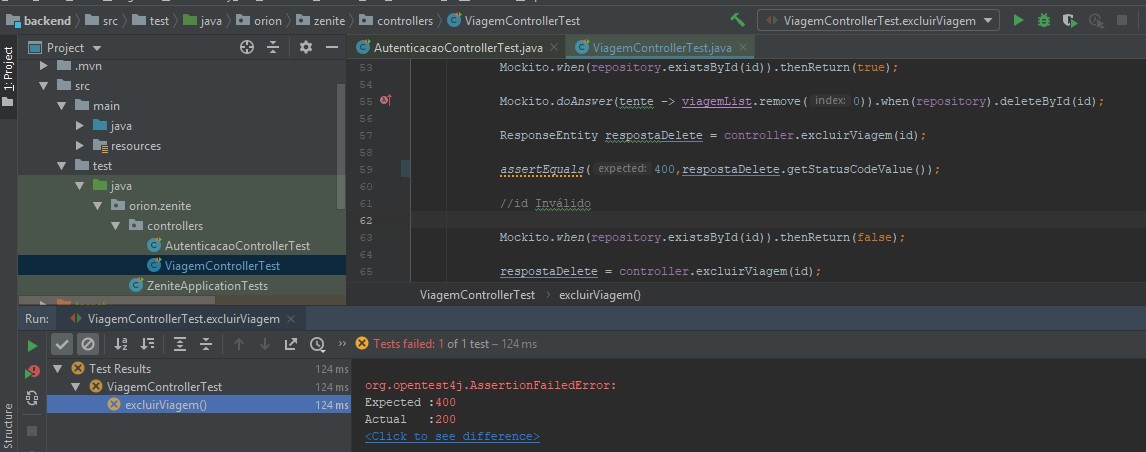 backend src test java orion zenite controllers ViagemControllerTest
ViagemControllerTest.excluirViagem
1: Project
Project
.mvn
src
main
java
resources
test
java
orion.zenite
controllers
AutenticacaoControllerTest
ViagemControllerTest
ZeniteApplicationTests
AutenticacaoControllerTest.java
ViagemControllerTest.java
53 Mockito.when(repository.existsById(id)).thenReturn(true);
54
55 Mockito.doAnswer(tente -> viagemList.remove( index: 0)).when(repository).deleteById(id);
56
57 ResponseEntity respostaDelete = controller.excluirViagem(id);
58
59 assertEquals( expected: 400,respostaDelete.getStatusCodeValue());
60
61 //id Inválido
62
63 Mockito.when(repository.existsById(id)).thenReturn(false);
64
65 respostaDelete = controller.excluirViagem(id);
ViagemControllerTest › excluirViagem()
Run: ViagemControllerTest.excluirViagem
» Tests failed: 1 of 1 test – 124 ms
Test Results 124 ms
ViagemControllerTest 124 ms
excluirViagem() 124 ms
org.opentest4j.AssertionFailedError:
Expected :400
Actual :200
<Click to see difference>
Structure